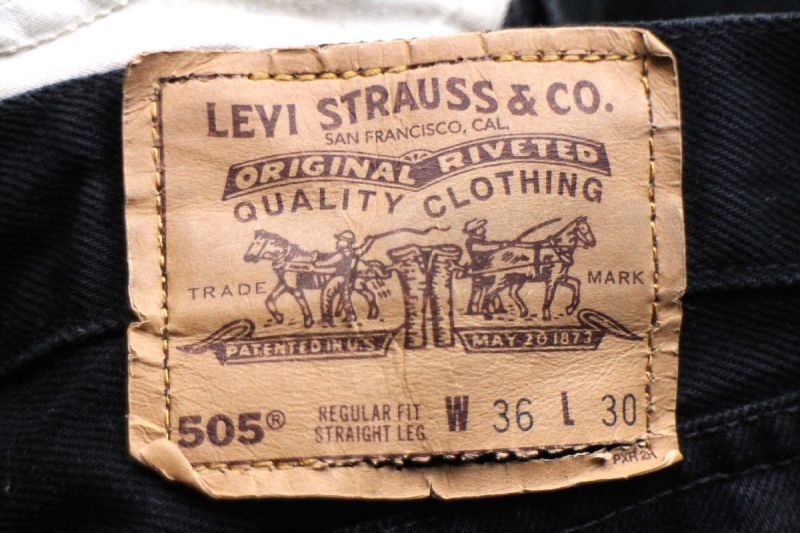 LEVI STRAUSS & CO.
SAN FRANCISCO, CAL.
ORIGINAL RIVETED
QUALITY CLOTHING
TRADE MARK
PATENTED IN U.S. MAY 20 1873
505® REGULAR FIT W 36 L 30
STRAIGHT LEG